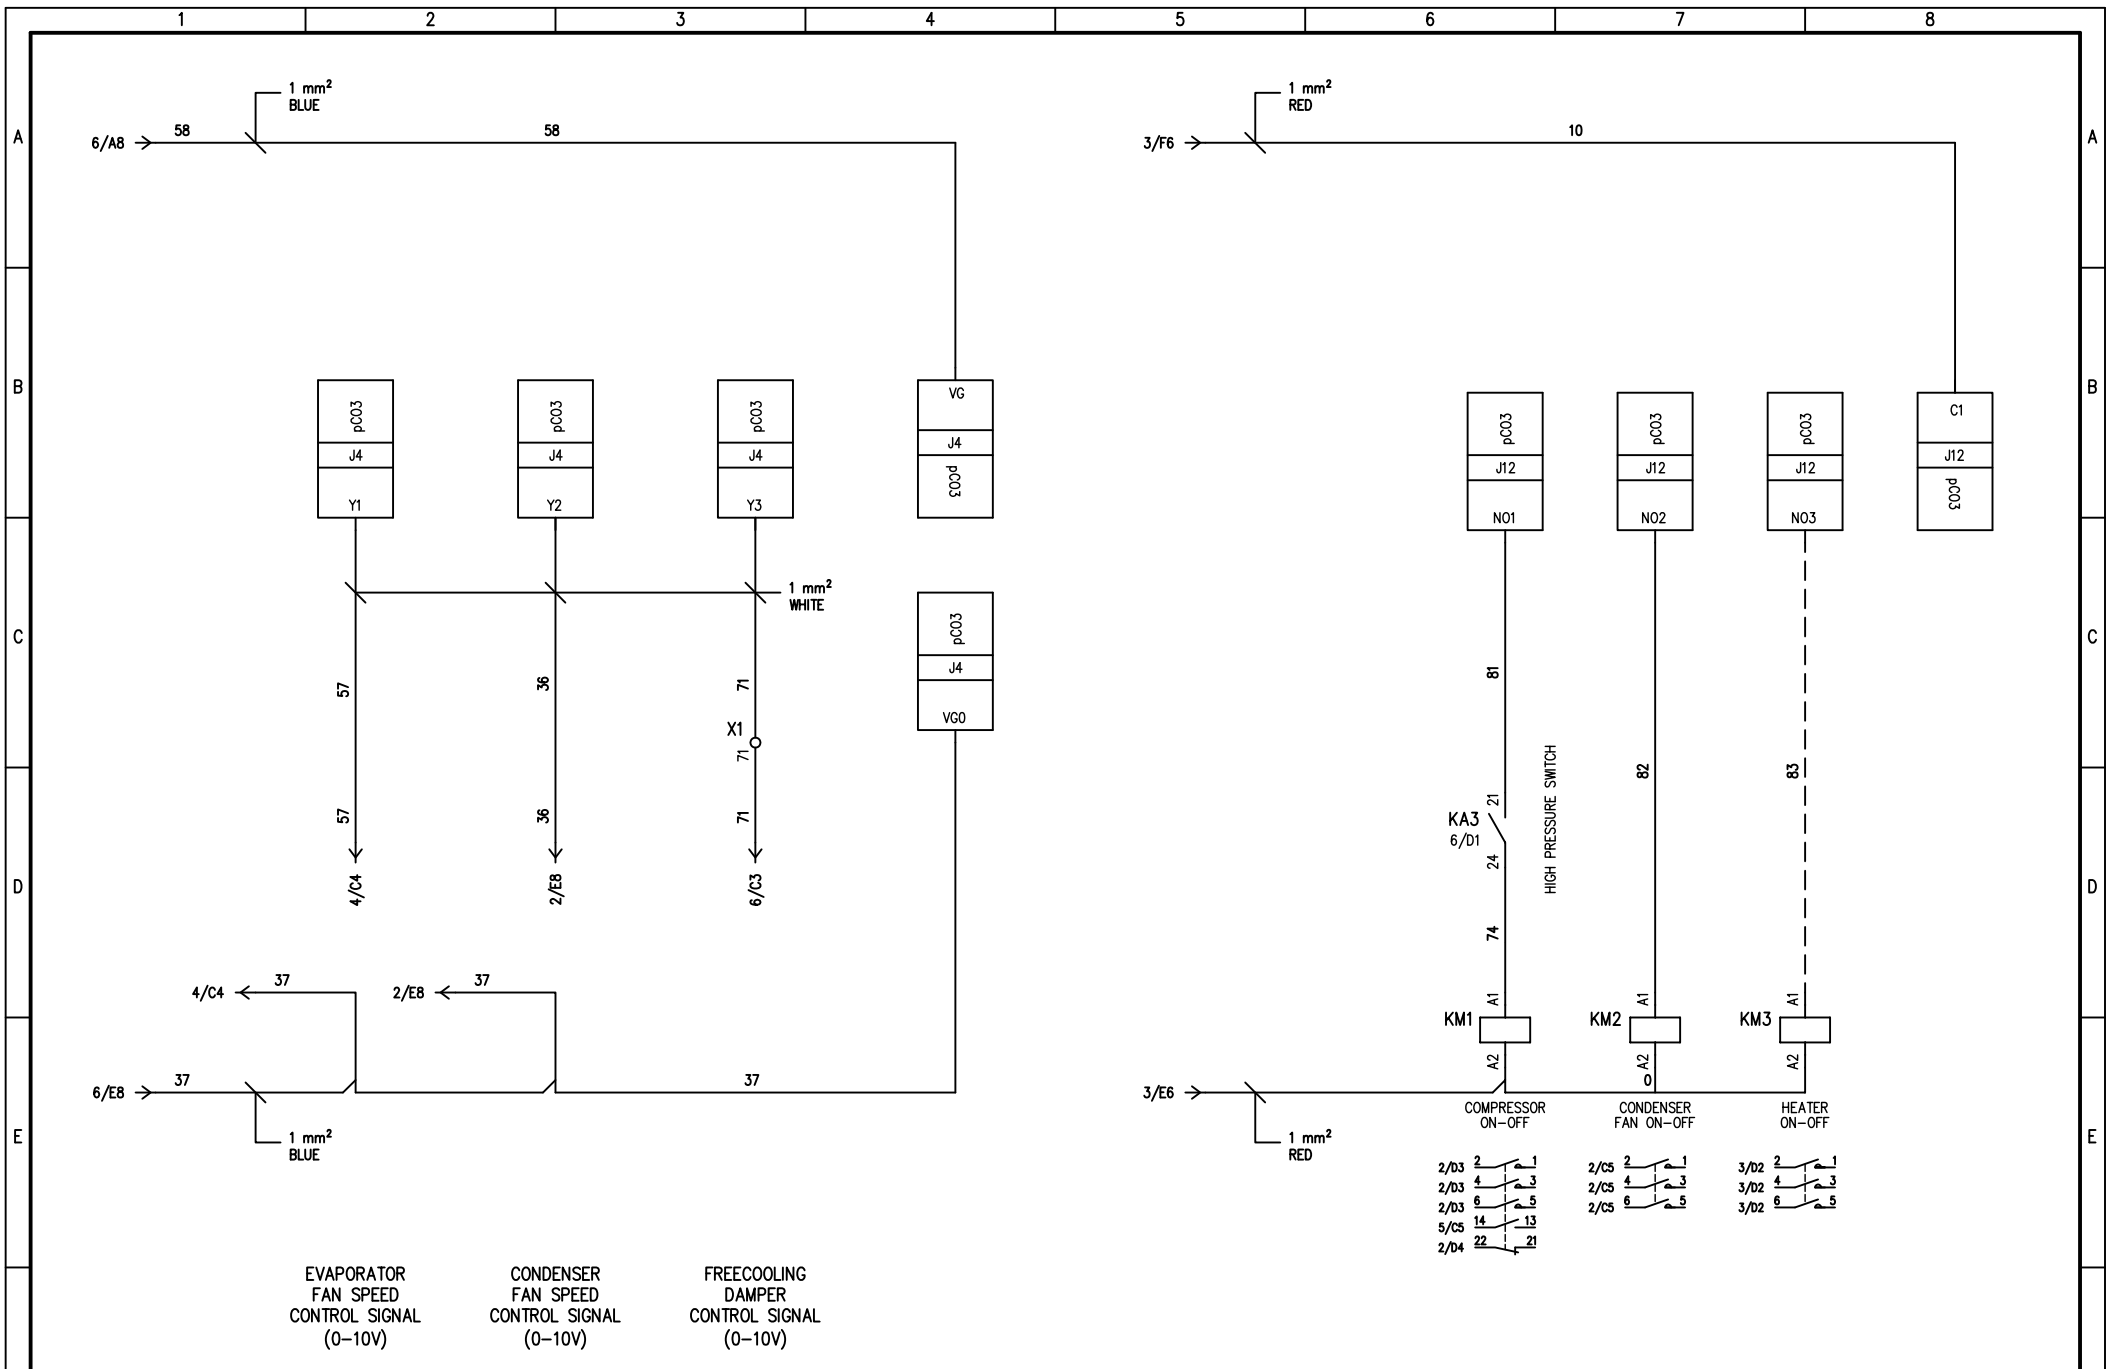 1 2 3 4 5 6 7 8
A
1 mm²
BLUE
6/A8 58 58
1 mm²
RED
3/F6 10
A
B
pCO3
J4
Y1
pCO3
J4
Y2
pCO3
J4
Y3
VG
J4
pCO3
pCO3
J12
NO1
pCO3
J12
NO2
pCO3
J12
NO3
C1
J12
pCO3
B
C
1 mm²
WHITE
pCO3
J4
VG0
57
36
71
X1
71
81
82
83
C
57
36
71
4/C4
2/E8
6/C3
21
KA3
6/D1
24
HIGH PRESSURE SWITCH
74
D
D
4/C4 37
2/E8 37
A1
KM1
A2
A1
KM2
A2
A1
KM3
A2
6/E8 37 37
3/E6 0
1 mm²
BLUE
1 mm²
RED
COMPRESSOR
ON-OFF
CONDENSER
FAN ON-OFF
HEATER
ON-OFF
E
E
2/D3 2 1
2/D3 4 3
2/D3 6 5
5/C5 14 13
2/D4 22 21
2/C5 2 1
2/C5 4 3
2/C5 6 5
3/D2 2 1
3/D2 4 3
3/D2 6 5
EVAPORATOR
FAN SPEED
CONTROL SIGNAL
(0-10V)
CONDENSER
FAN SPEED
CONTROL SIGNAL
(0-10V)
FREECOOLING
DAMPER
CONTROL SIGNAL
(0-10V)